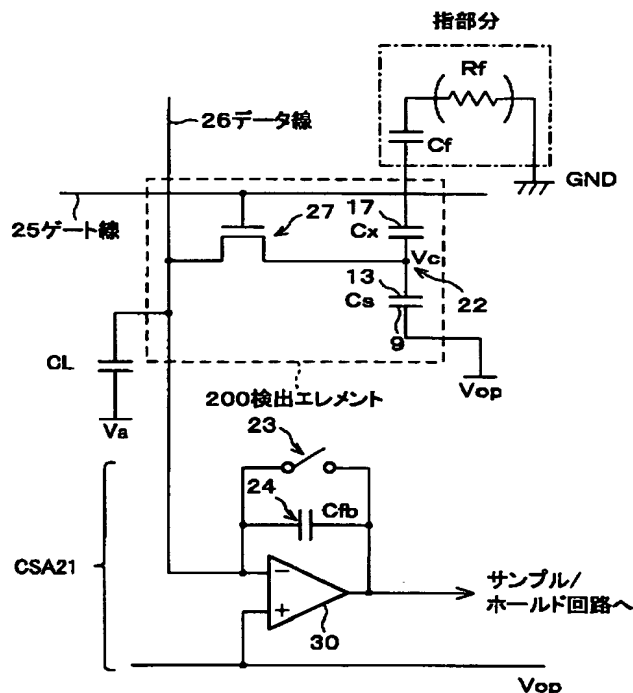 指部分
Rf
Cf
GND
26データ線
25ゲート線
27
17
Cx
Vc
22
13
Cs
9
Vop
CL
Va
200検出エレメント
23
24
Cfb
CSA21
−
+
30
サンプル/
ホールド回路へ
Vop